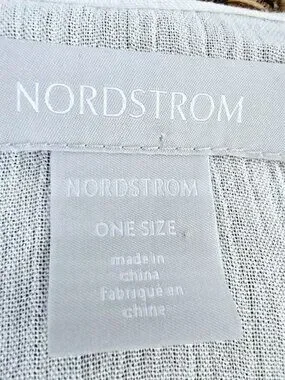 NORDSTROM
NORDSTROM
ONE SIZE
made in
china
fabriqué en
chine